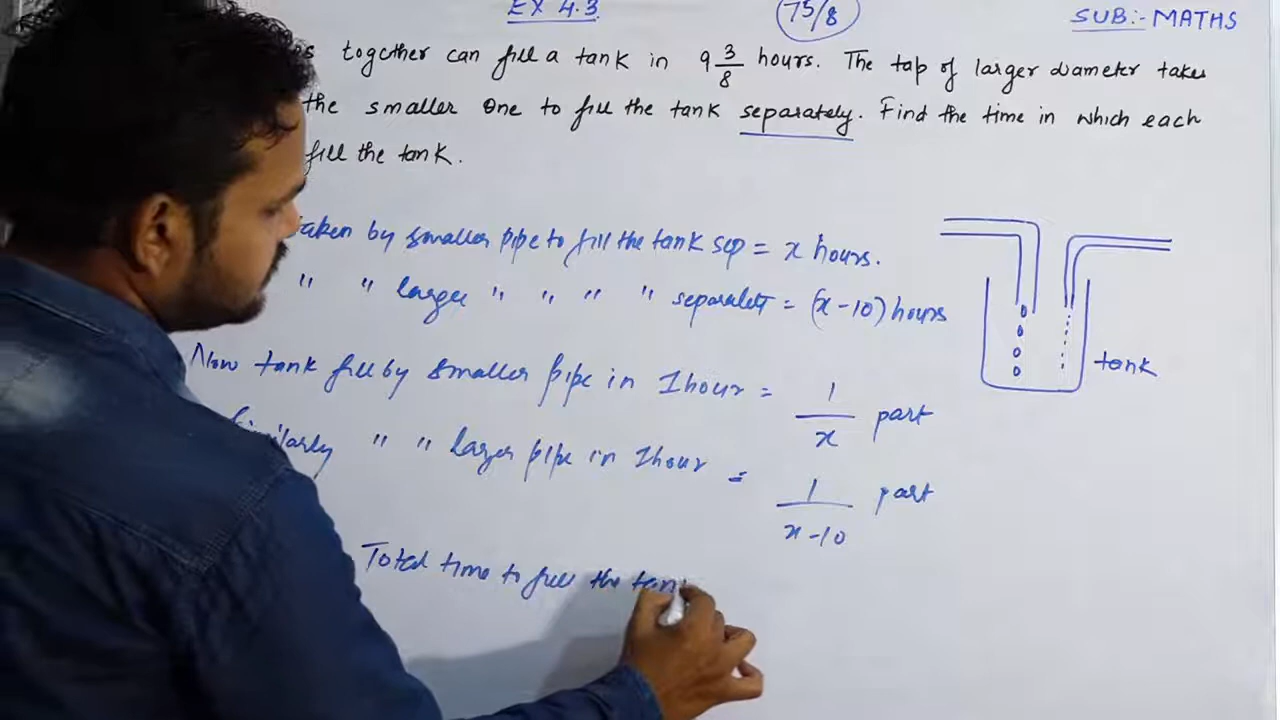 EX 4.3
75/8
SUB:- MATHS
together can fill a tank in 9 3/8 hours. The tap of larger diameter takes
the smaller One to fill the tank separately. Find the time in which each
fill the tank.
taken by smaller pipe to fill the tank sep = x hours.
" " larger " " " " separatelt = (x-10) hours
Now tank fill by smaller pipe in 1 hour = 1/x part
Similarly " " larger pipe in 1 hour = 1/x-10 part
tank
Total time to fill the tan